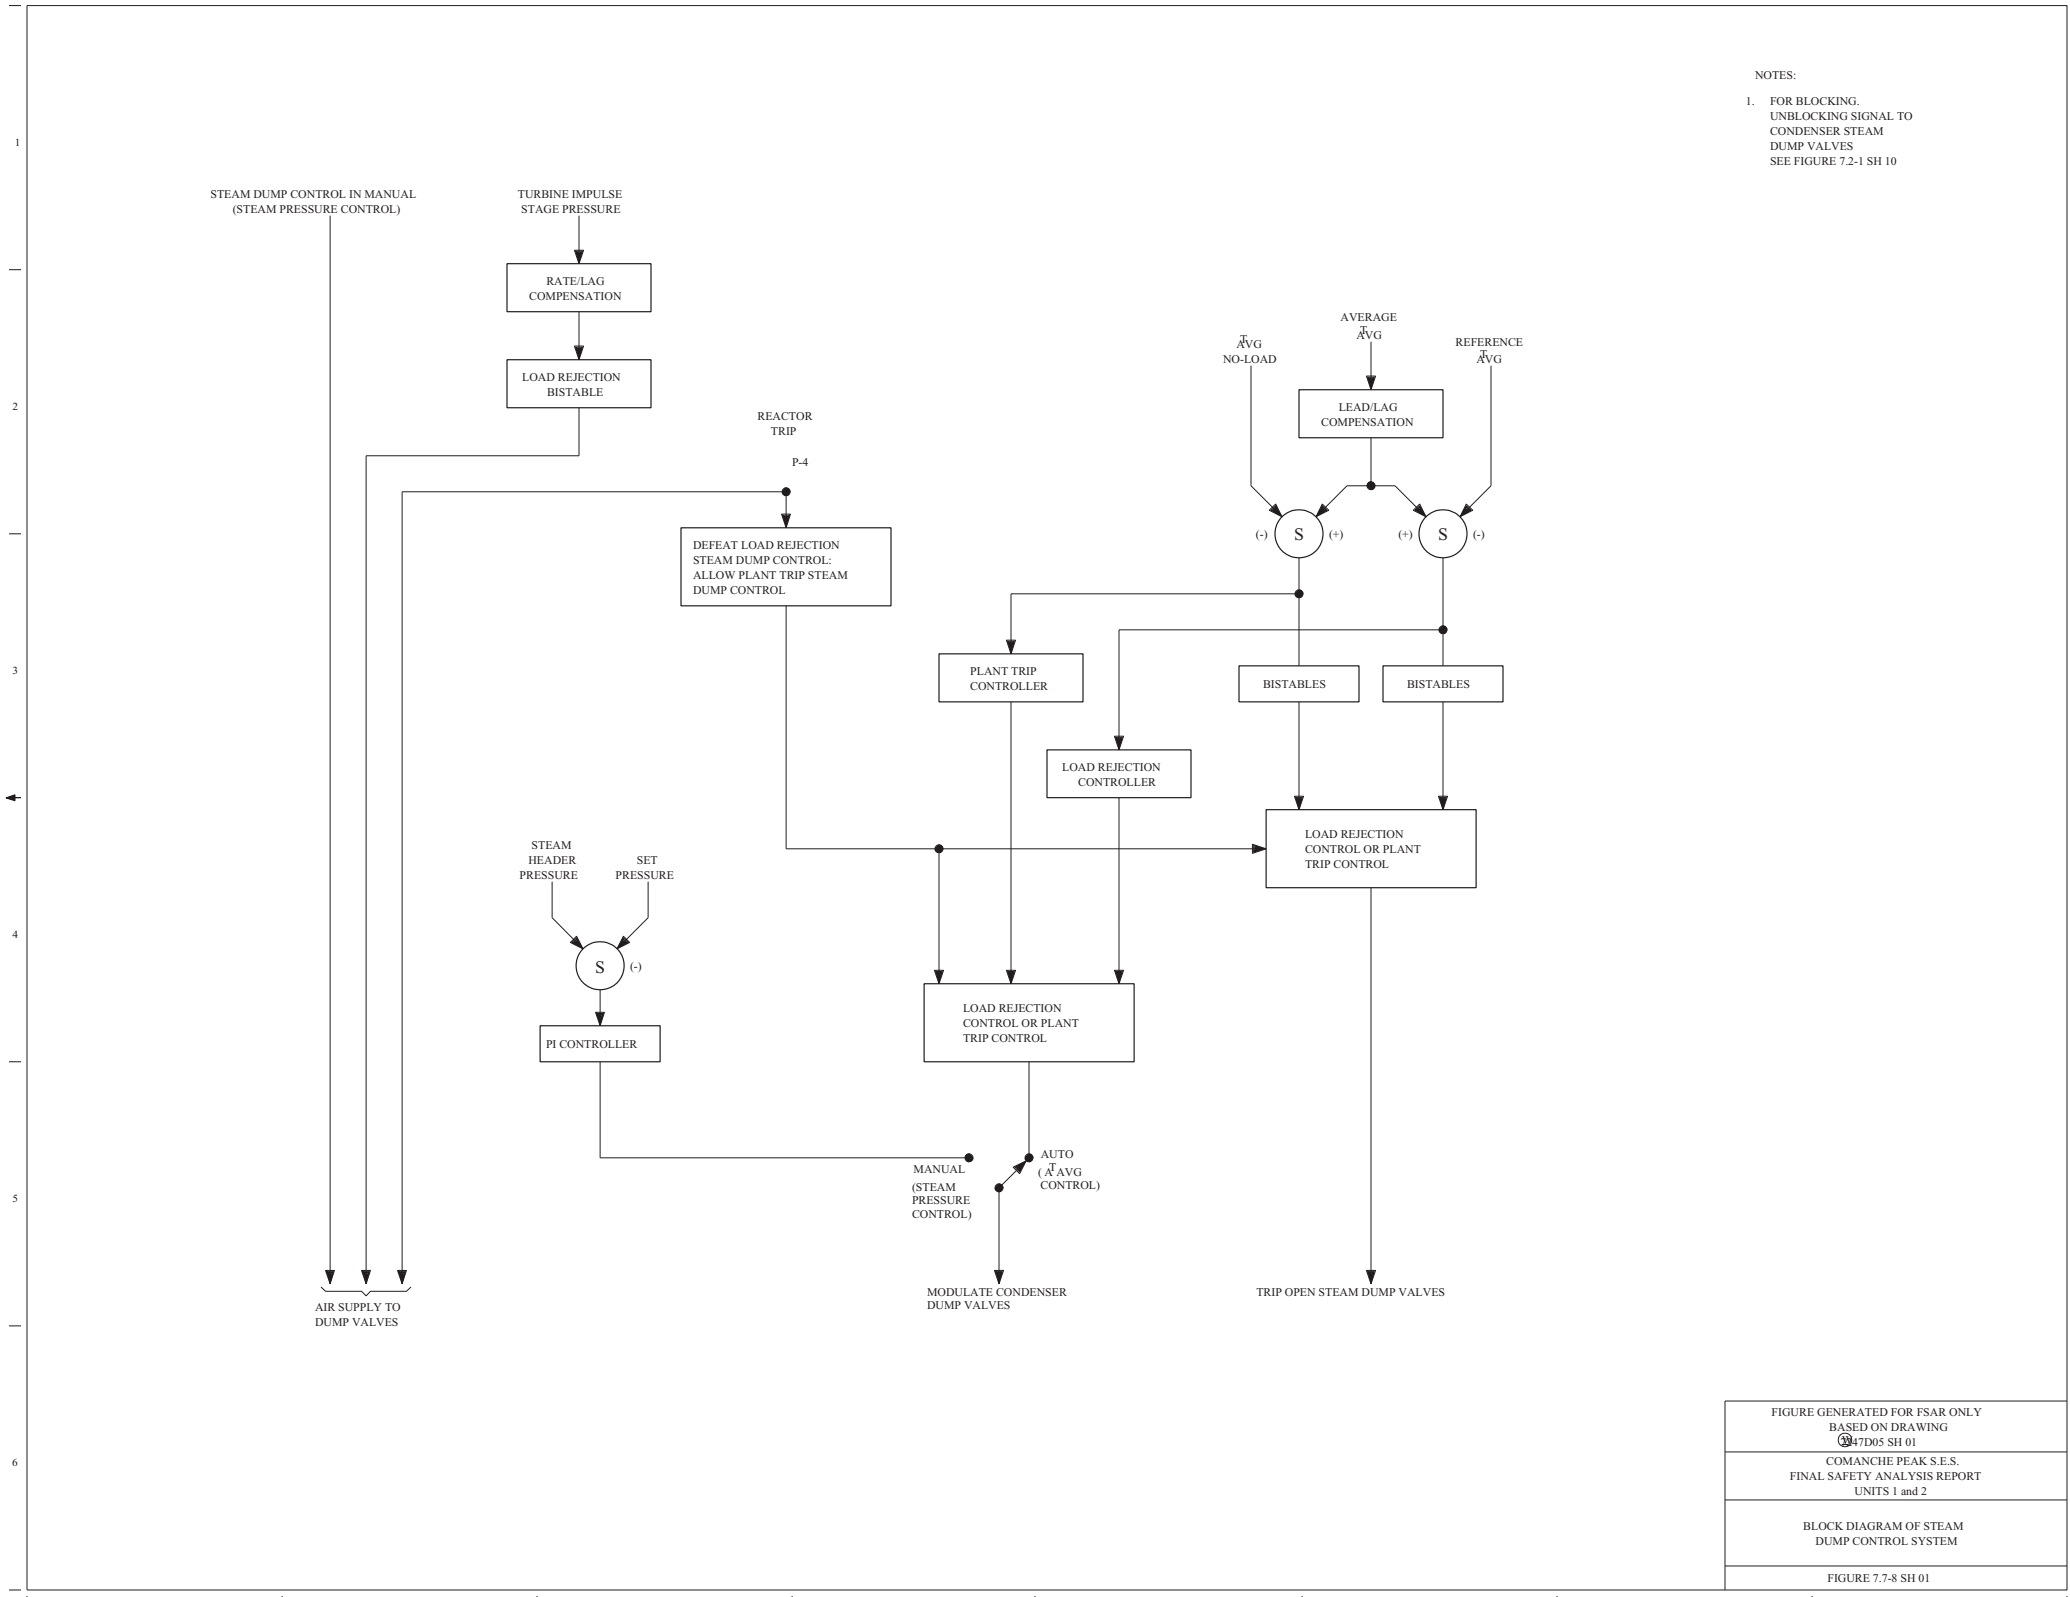 NOTES:
1. FOR BLOCKING.
UNBLOCKING SIGNAL TO
CONDENSER STEAM
DUMP VALVES
SEE FIGURE 7.2-1 SH 10
1
STEAM DUMP CONTROL IN MANUAL
(STEAM PRESSURE CONTROL)
TURBINE IMPULSE
STAGE PRESSURE
RATE/LAG
COMPENSATION
LOAD REJECTION
BISTABLE
2
REACTOR
TRIP
P-4
T
AVG
NO-LOAD
AVERAGE
T
AVG
REFERENCE
T
AVG
LEAD/LAG
COMPENSATION
(-)
S
(+)
(+)
S
(-)
DEFEAT LOAD REJECTION
STEAM DUMP CONTROL:
ALLOW PLANT TRIP STEAM
DUMP CONTROL
3
PLANT TRIP
CONTROLLER
BISTABLES
BISTABLES
LOAD REJECTION
CONTROLLER
LOAD REJECTION
CONTROL OR PLANT
TRIP CONTROL
STEAM
HEADER
PRESSURE
SET
PRESSURE
4
S
(-)
PI CONTROLLER
LOAD REJECTION
CONTROL OR PLANT
TRIP CONTROL
5
MANUAL
(STEAM
PRESSURE
CONTROL)
AUTO
T
( A AVG
CONTROL)
AIR SUPPLY TO
DUMP VALVES
MODULATE CONDENSER
DUMP VALVES
TRIP OPEN STEAM DUMP VALVES
6
FIGURE GENERATED FOR FSAR ONLY
BASED ON DRAWING
47D05 SH 01
COMANCHE PEAK S.E.S.
FINAL SAFETY ANALYSIS REPORT
UNITS 1 and 2
BLOCK DIAGRAM OF STEAM
DUMP CONTROL SYSTEM
FIGURE 7.7-8 SH 01